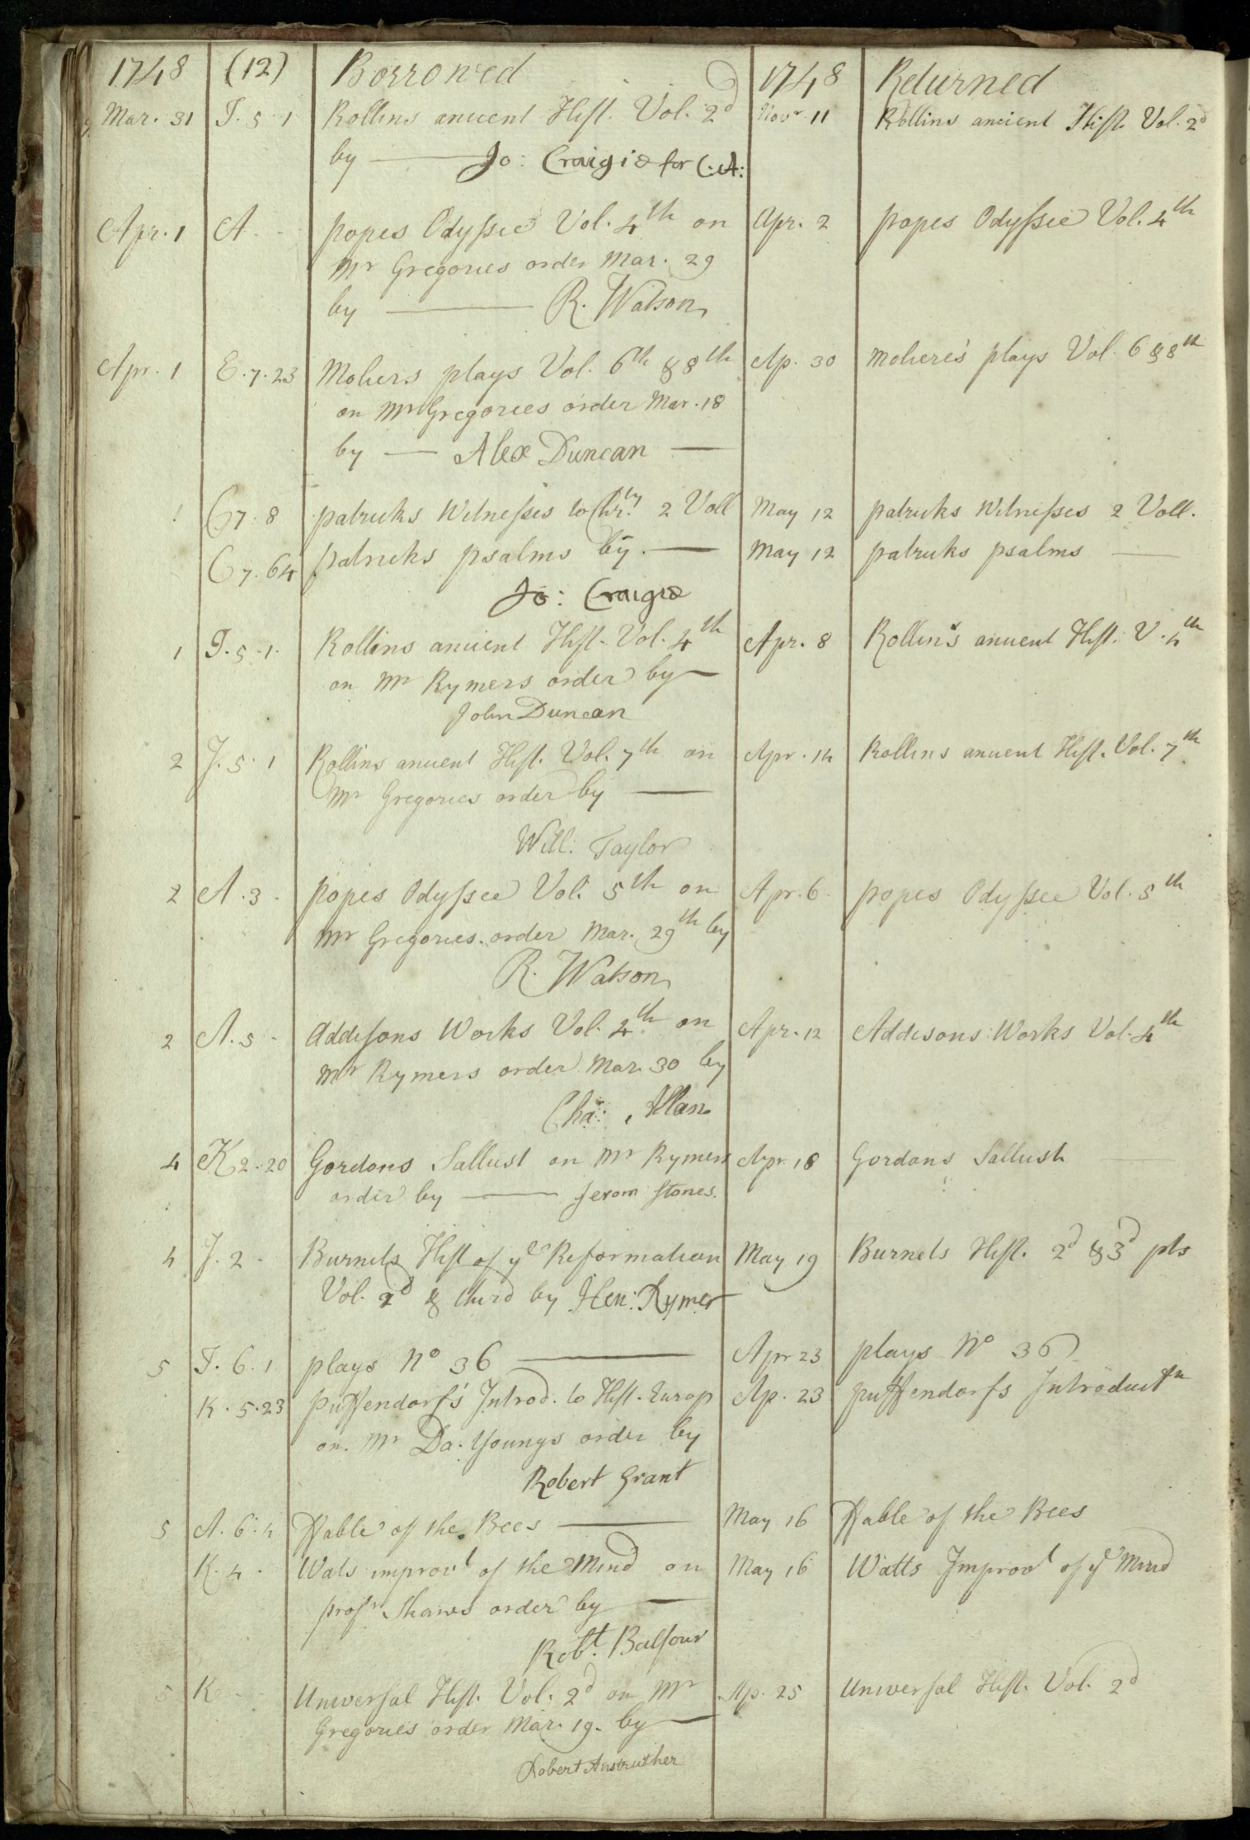 1748 (12) Borrowed 1748 Returned
Mar. 31 J. 5. 1 Rollins ancient Hist. Vol. 2d Novr 11 Rollins ancient Hist. Vol. 2d
by — Jo: Craigie for C:A:
Apr. 1 A - - popes Odyssee Vol. 4th on Apr. 2 popes Odyssee Vol. 4th
Mr Gregories order Mar. 29
by — R. Watson
Apr. 1 E. 7. 23 Moliers plays Vol. 6th & 8th Ap. 30 Moliere's plays Vol. 6 & 8th
on Mr Gregories order Mar. 18
by — Alex Duncan —
1 C 7. 8 patricks Witnesses to Chrty 2 Voll May 12 patricks Witnesses 2 Voll.
C 7. 64 patricks psalms by — May 12 patricks psalms —
Jo: Craigie
1 J. 5. 1. Rollins ancient Hist. Vol. 4th Apr. 8 Rollin's ancient Hist. V. 4th
on Mr Rymers order by —
John Duncan
2 J. 5. 1 Rollins ancient Hist. Vol. 7th on Apr. 14 Rollins ancient Hist. Vol. 7th
Mr Gregories order by —
Will: Taylor
2 A. 3 - popes Odyssee Vol. 5th on Apr. 6 popes Odyssee Vol. 5th
Mr Gregories order Mar. 29th by
R. Watson
2 A. 5 - Addisons Works Vol. 4th on Apr. 12 Addisons Works Vol. 4th
Mr Rymers order Mar. 30 by
Cha: Allan
4 K 2. 20 Gordons Sallust on Mr Rymers Apr. 18 Gordons Sallust —
order by — Jerom Stones.
4 J. 2 - Burnets Hist of ye Reformation May 19 Burnets Hist. 2d & 3d pts
Vol. 2d & third by Hen: Rymer
5 J. 6. 1 plays No 36 — Apr 23 plays No 36
K. 5. 23 Puffendorf's Introd. to Hist. Europ Ap. 23 puffendorfs Introductn
on Mr Da. Youngs order by
Robert Grant
5 A. 6. 4 Fable of the Bees — May 16 Fable of the Bees
K. 4 - Wats improvt of the Mind on May 16 Watts Improvt of ye Mind
profr Shaws order by —
Robt. Balfour
5 K - Universal Hist. Vol. 2d on Mr Ap. 25 Universal Hist. Vol. 2d
Gregories order Mar. 19. by —
Robert Anstruther